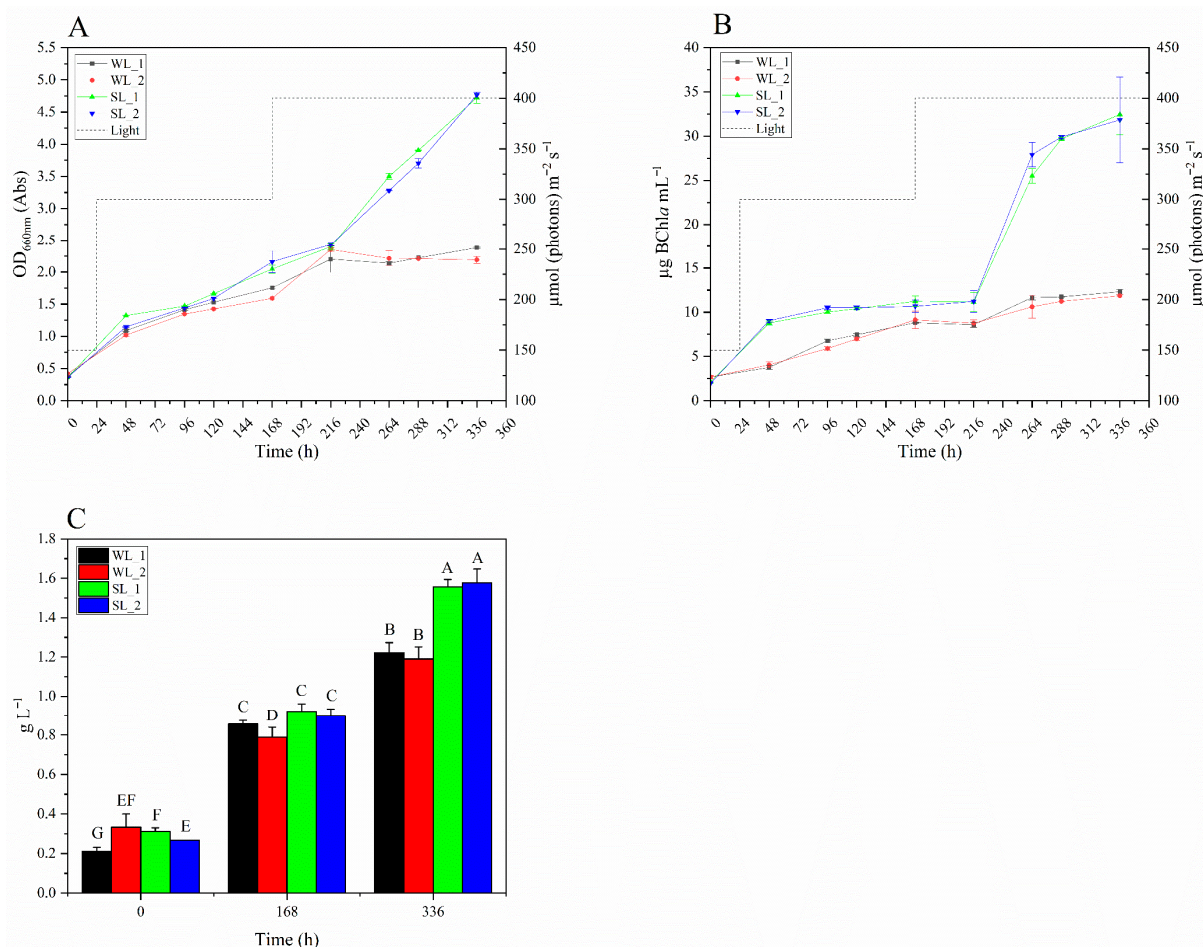 A
OD660nm (Abs)
5.5
5.0
4.5
4.0
3.5
3.0
2.5
2.0
1.5
1.0
0.5
0.0
WL_1
WL_2
SL_1
SL_2
Light
450
400
350
300
250
200
150
100
μmol (photons) m−2 s−1
0 24 48 72 96 120 144 168 192 216 240 264 288 312 336 360
Time (h)
B
μg BChla mL−1
40
35
30
25
20
15
10
5
0
WL_1
WL_2
SL_1
SL_2
Light
450
400
350
300
250
200
150
100
μmol (photons) m−2 s−1
0 24 48 72 96 120 144 168 192 216 240 264 288 312 336 360
Time (h)
C
g L−1
1.8
1.6
1.4
1.2
1.0
0.8
0.6
0.4
0.2
0.0
WL_1
WL_2
SL_1
SL_2
G EF F E
C D C C
B B A A
0 168 336
Time (h)